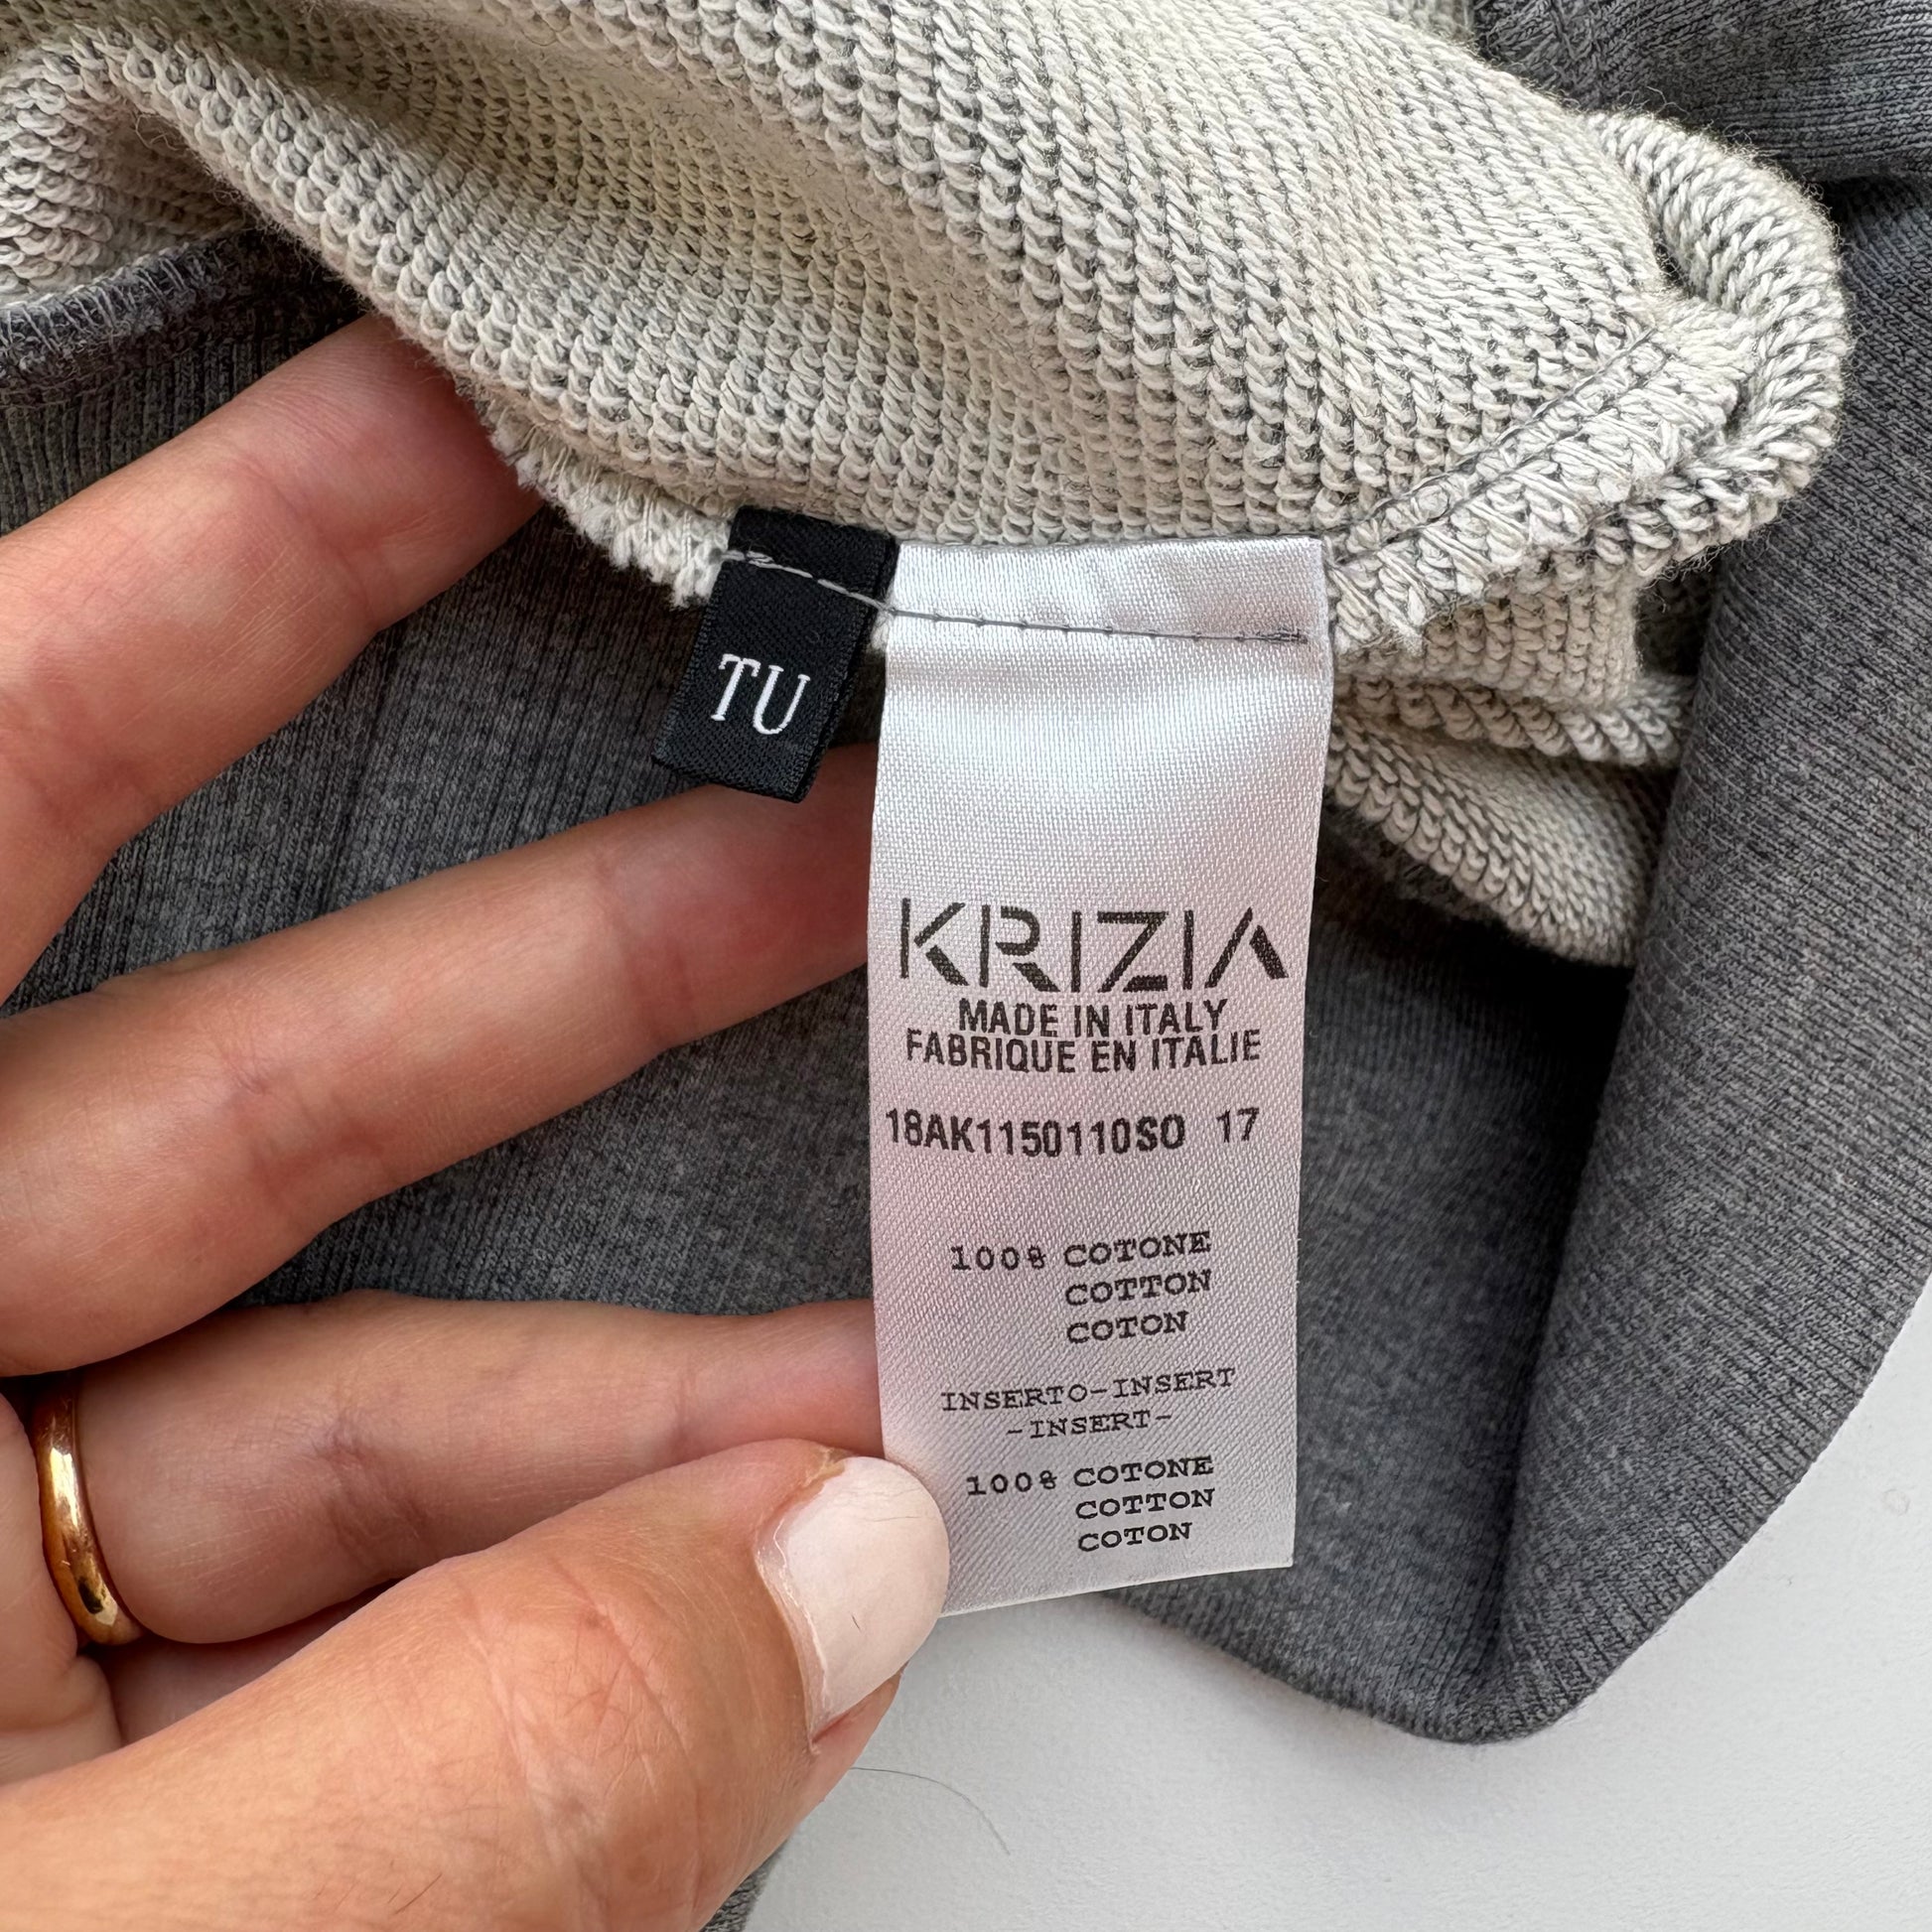 TU
KRIZIA
MADE IN ITALY
FABRIQUE EN ITALIE
18AK1150110SO 17
100% COTONE
COTTON
COTON
INSERTO-INSERT
-INSERT-
100% COTONE
COTTON
COTON